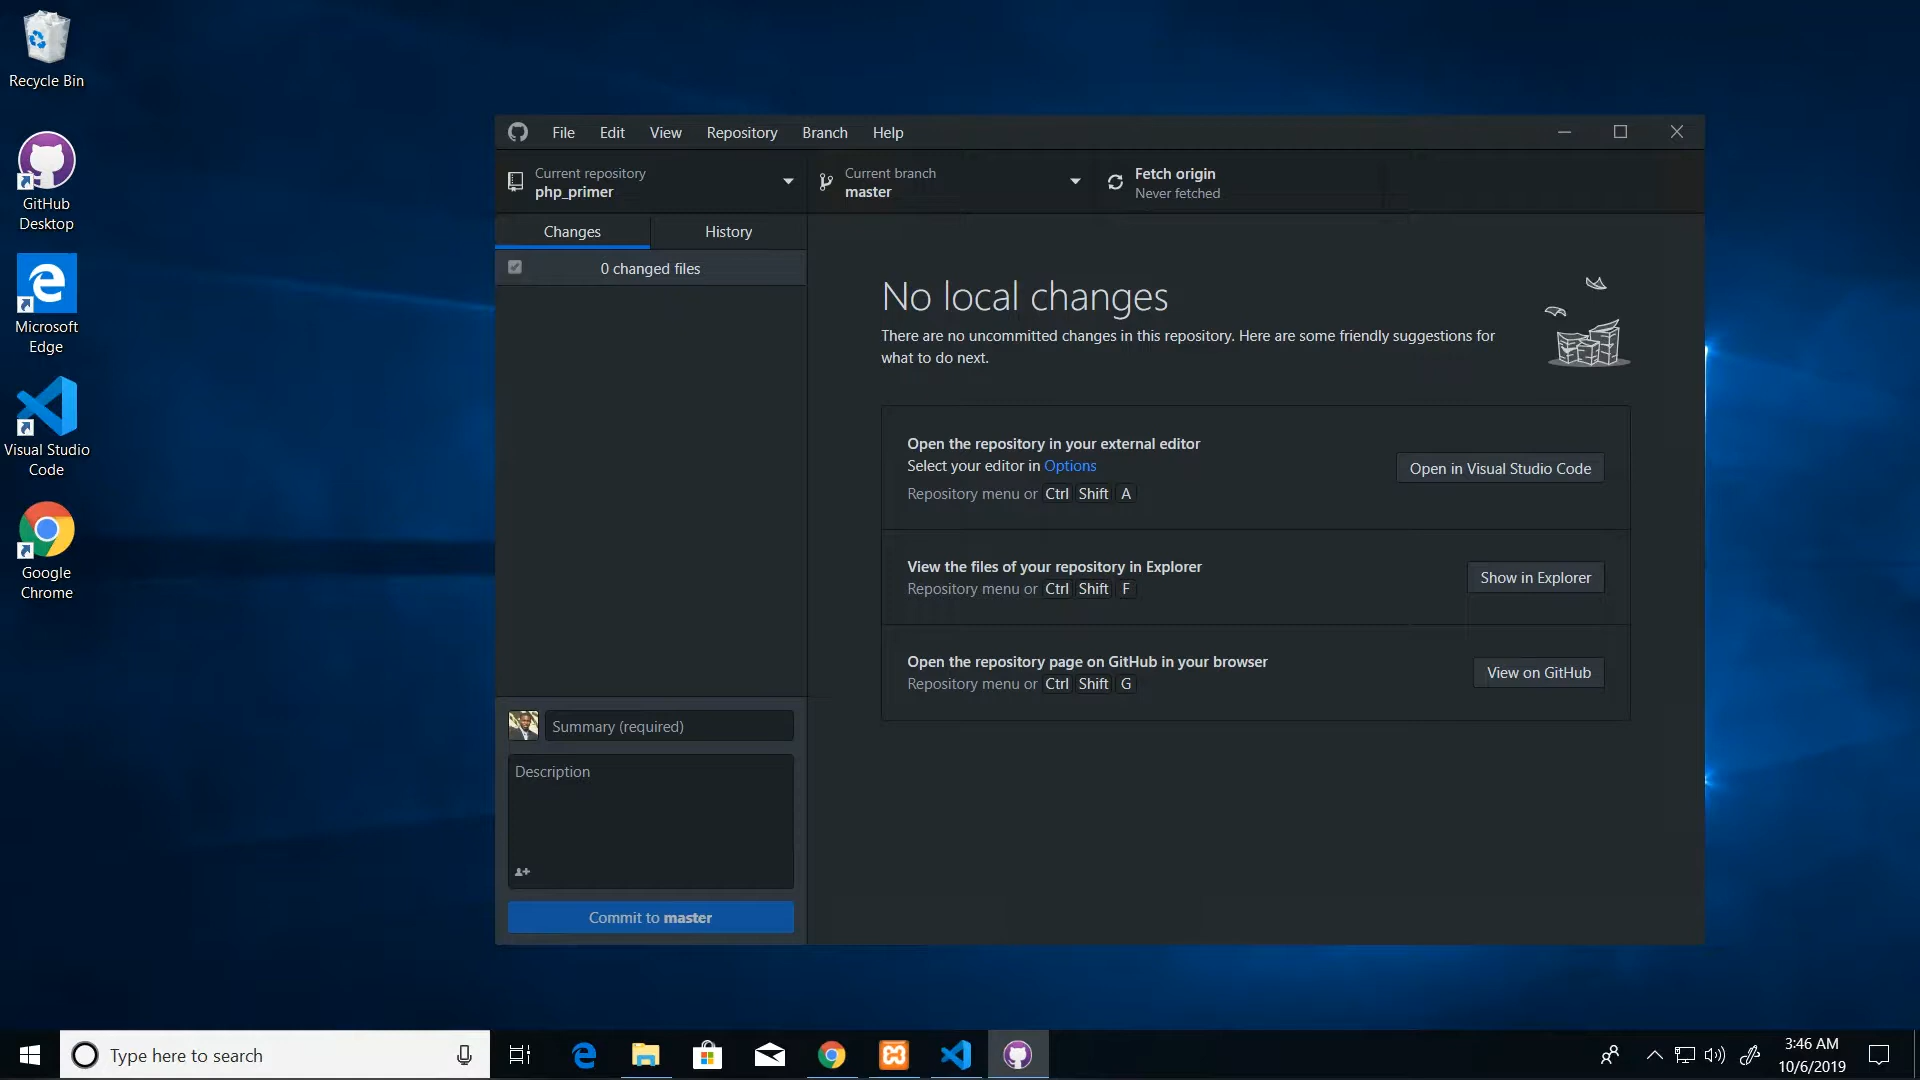 Recycle Bin
GitHub
Desktop
Microsoft
Edge
Visual Studio
Code
Google
Chrome
File Edit View Repository Branch Help
Current repository
php_primer
Current branch
master
Fetch origin
Never fetched
Changes History
0 changed files
No local changes
There are no uncommitted changes in this repository. Here are some friendly suggestions for
what to do next.
Open the repository in your external editor
Select your editor in Options
Repository menu or Ctrl Shift A
Open in Visual Studio Code
View the files of your repository in Explorer
Repository menu or Ctrl Shift F
Show in Explorer
Open the repository page on GitHub in your browser
Repository menu or Ctrl Shift G
View on GitHub
Summary (required)
Description
Commit to master
Type here to search
3:46 AM
10/6/2019